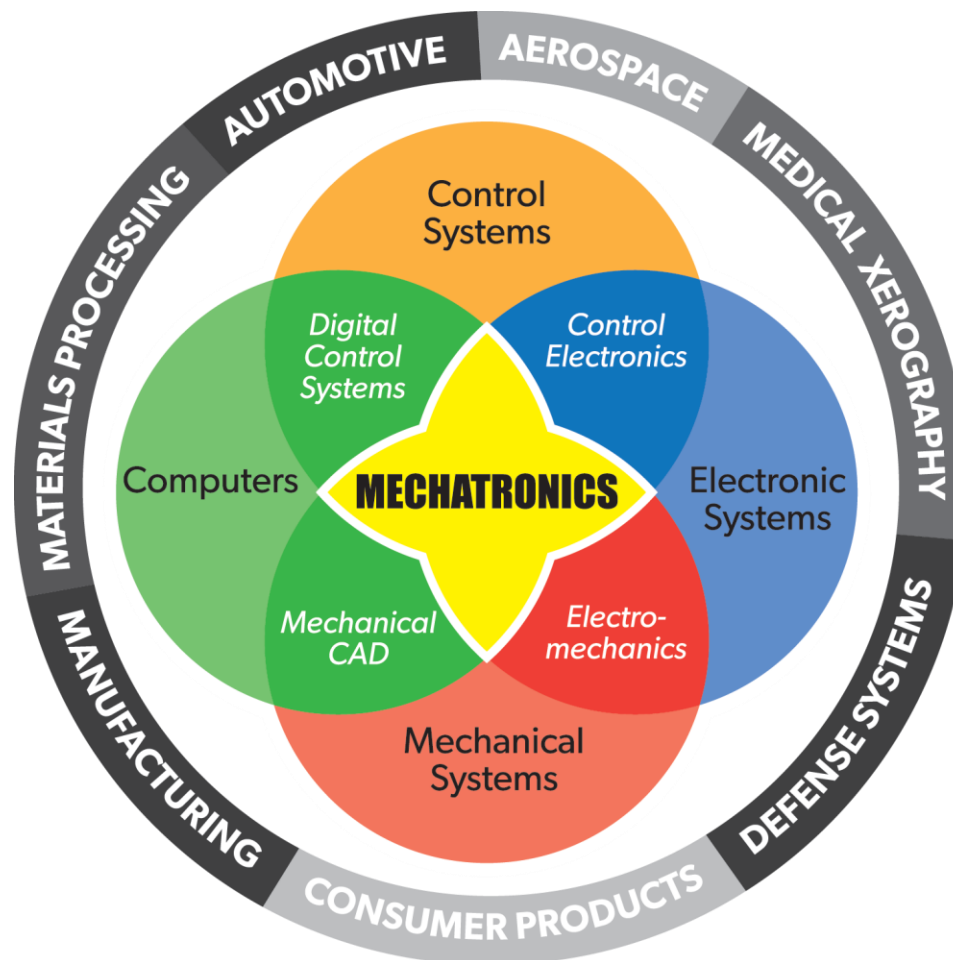 AUTOMOTIVE
AEROSPACE
MEDICAL XEROGRAPHY
MATERIALS PROCESSING
Control
Systems
Digital
Control
Systems
Control
Electronics
Computers
MECHATRONICS
Electronic
Systems
Mechanical
CAD
Electro-
mechanics
Mechanical
Systems
MANUFACTURING
CONSUMER PRODUCTS
DEFENSE SYSTEMS